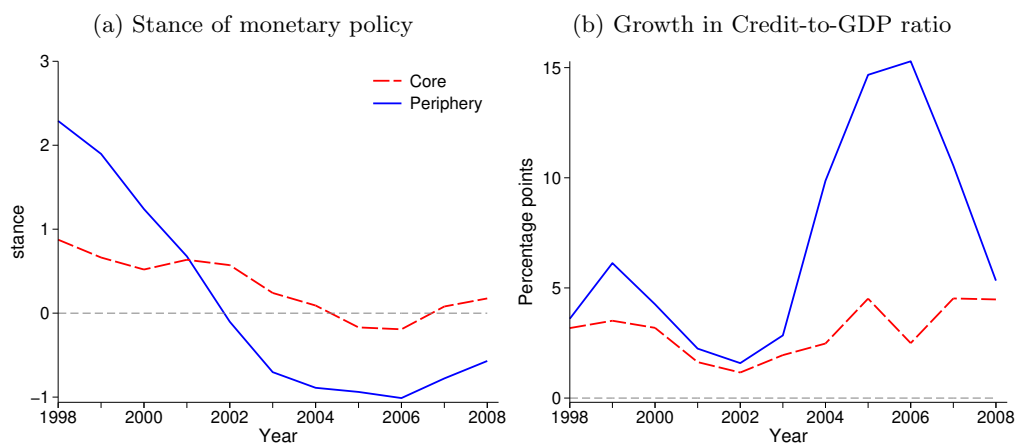 (a) Stance of monetary policy
3
2
1
0
−1
stance
1998 2000 2002 2004 2006 2008
Year
Core
Periphery
(b) Growth in Credit-to-GDP ratio
15
10
5
0
Percentage points
1998 2000 2002 2004 2006 2008
Year